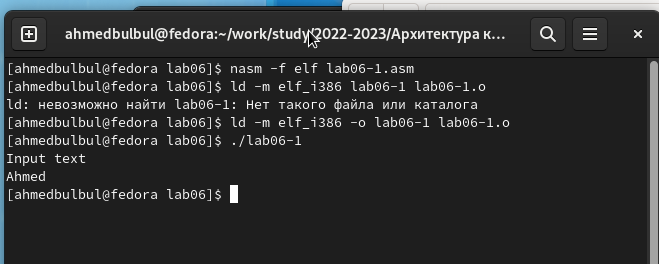 ahmedbulbul@fedora:~/work/study/2022-2023/Архитектура к...
[ahmedbulbul@fedora lab06]$ nasm -f elf lab06-1.asm
[ahmedbulbul@fedora lab06]$ ld -m elf_i386 lab06-1 lab06-1.o
ld: невозможно найти lab06-1: Нет такого файла или каталога
[ahmedbulbul@fedora lab06]$ ld -m elf_i386 -o lab06-1 lab06-1.o
[ahmedbulbul@fedora lab06]$ ./lab06-1
Input text
Ahmed
[ahmedbulbul@fedora lab06]$